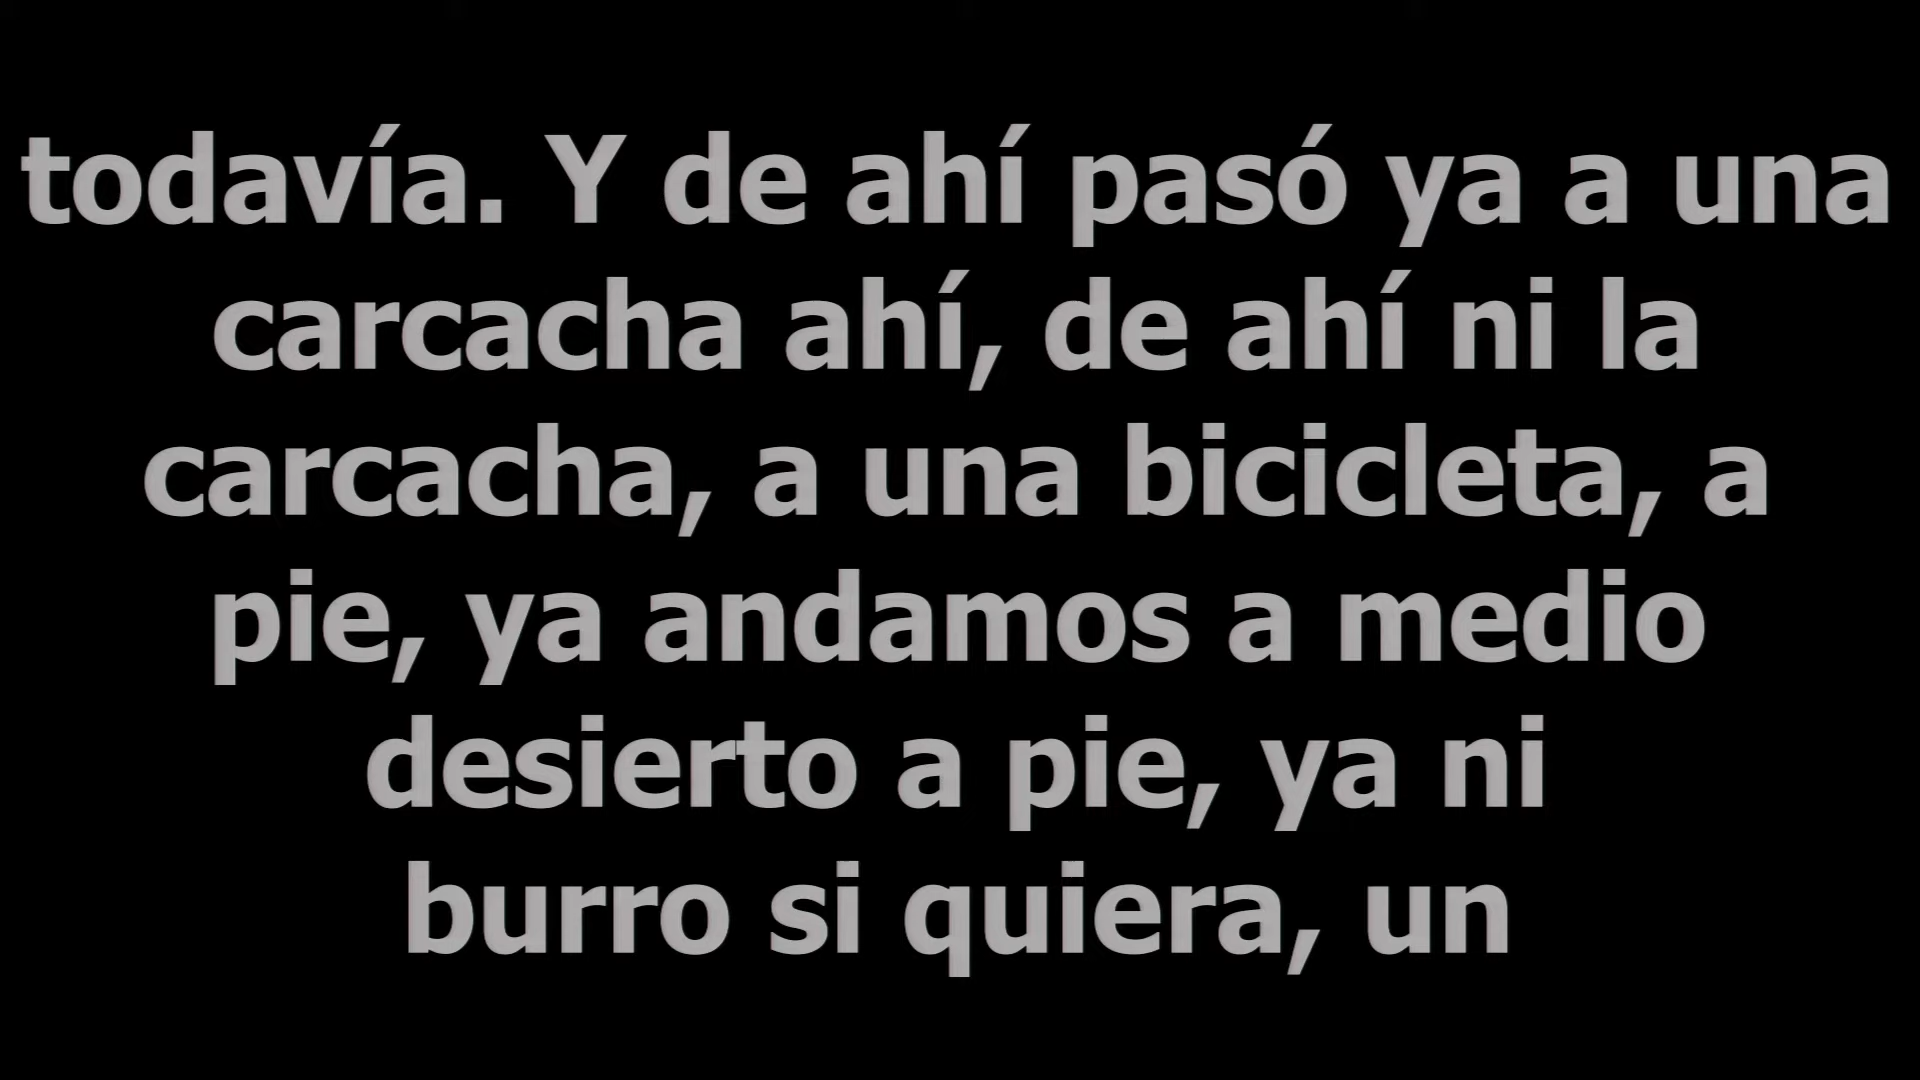 todavía. Y de ahí pasó ya a una
carcacha ahí, de ahí ni la
carcacha, a una bicicleta, a
pie, ya andamos a medio
desierto a pie, ya ni
burro si quiera, un